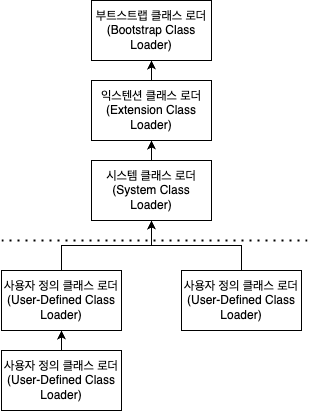 부트스트랩 클래스 로더
(Bootstrap Class
Loader)
익스텐션 클래스 로더
(Extension Class
Loader)
시스템 클래스 로더
(System Class
Loader)
사용자 정의 클래스 로더
(User-Defined Class
Loader)
사용자 정의 클래스 로더
(User-Defined Class
Loader)
사용자 정의 클래스 로더
(User-Defined Class
Loader)